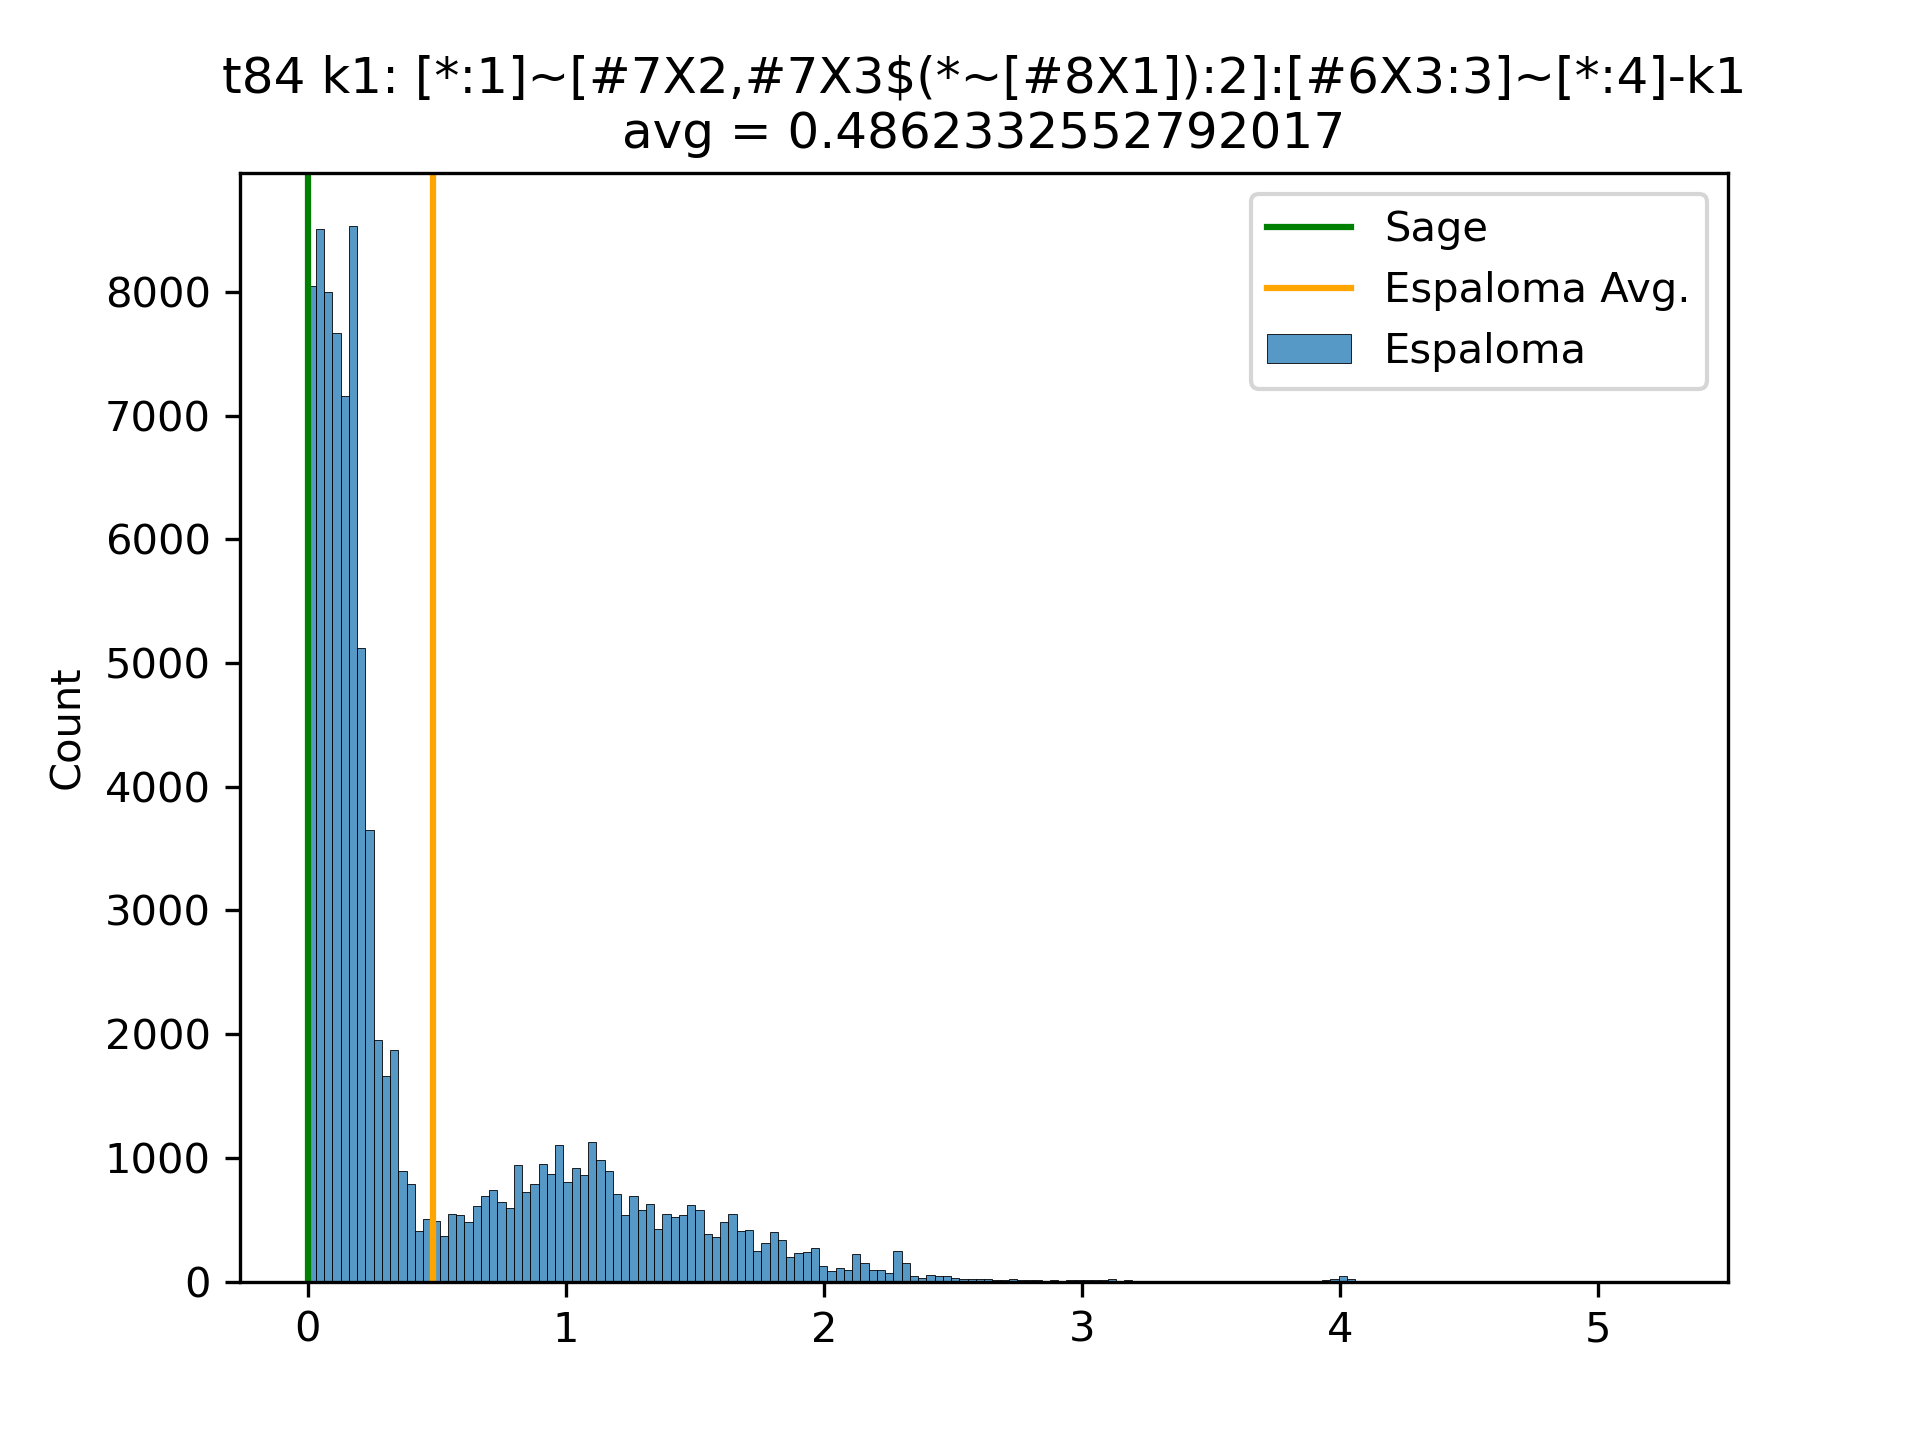 t84 k1: [*:1]~[#7X2,#7X3$(*~[#8X1]):2]:[#6X3:3]~[*:4]-k1
avg = 0.4862332552792017
Sage
Espaloma Avg.
Espaloma
Count
8000
7000
6000
5000
4000
3000
2000
1000
0
0 1 2 3 4 5